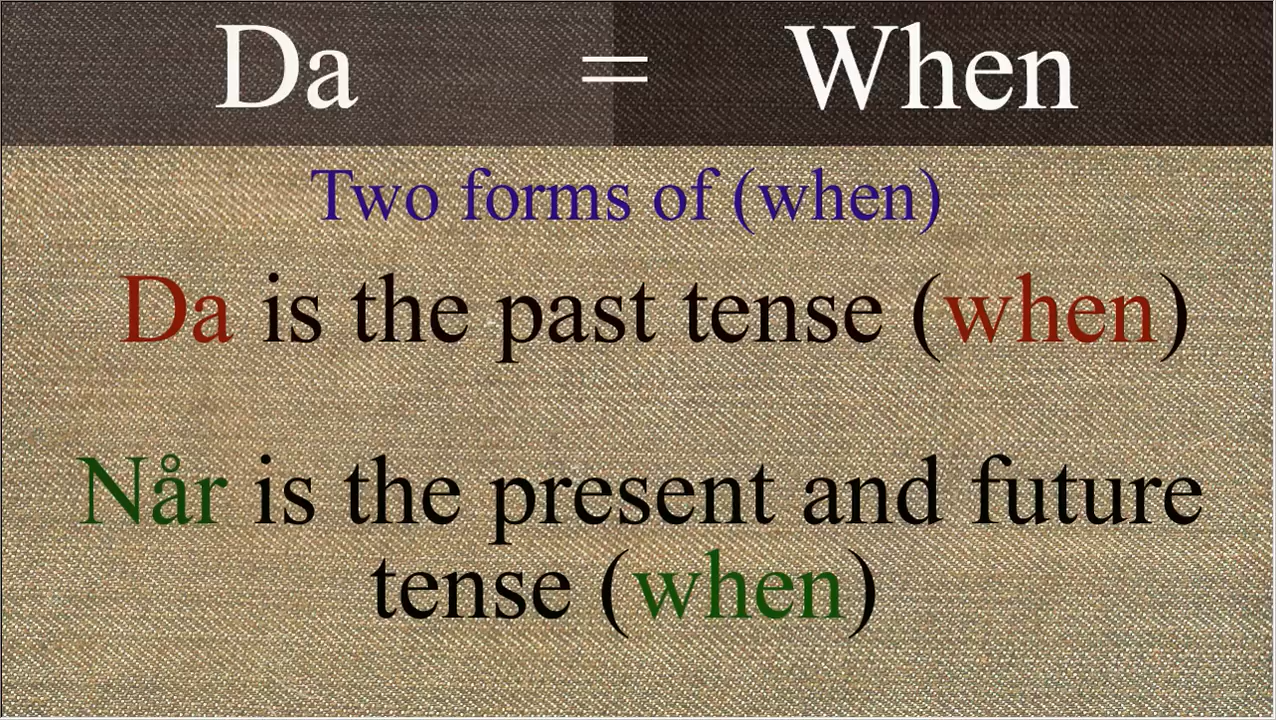 Da = When
Two forms of (when)
Da is the past tense (when)
Når is the present and future
tense (when)